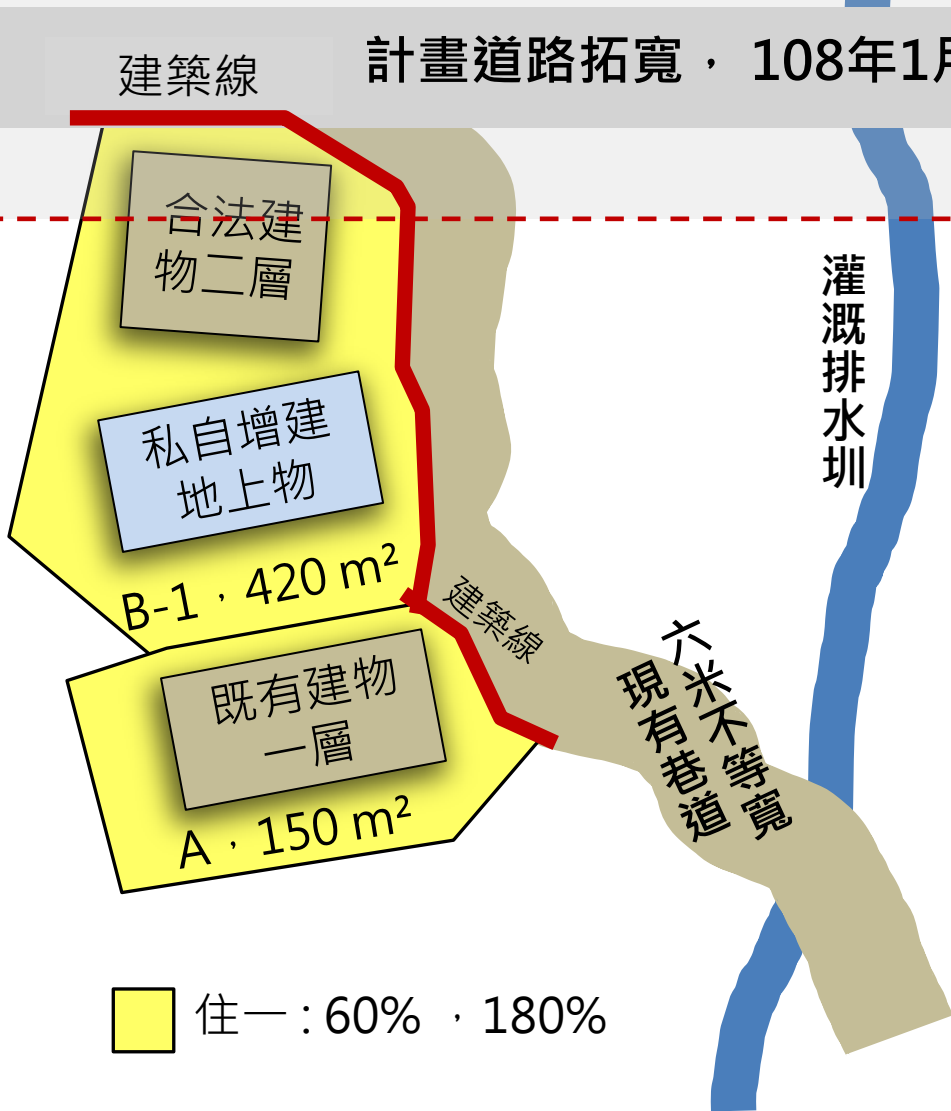 建築線
計畫道路拓寬，108年1月
合法建
物二層
灌溉排水圳
私自增建
地上物
B-1，420 m²
建築線
六米不等寬
現有巷道
既有建物
一層
A，150 m²
住一 : 60% ，180%